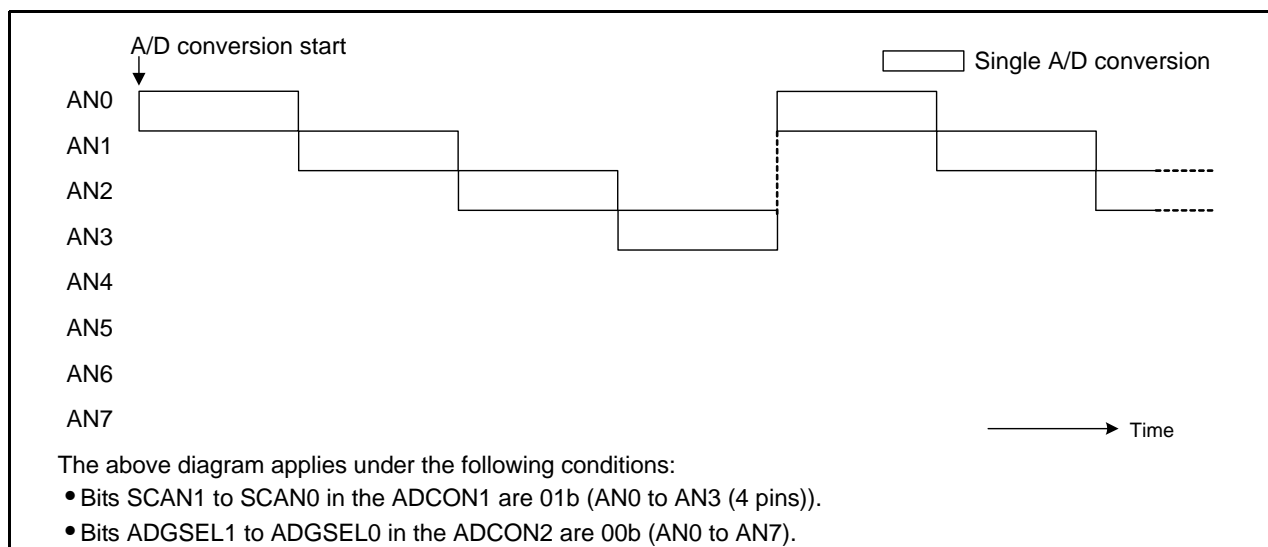 A/D conversion start
Single A/D conversion
AN0
AN1
AN2
AN3
AN4
AN5
AN6
AN7
Time
The above diagram applies under the following conditions:
• Bits SCAN1 to SCAN0 in the ADCON1 are 01b (AN0 to AN3 (4 pins)).
• Bits ADGSEL1 to ADGSEL0 in the ADCON2 are 00b (AN0 to AN7).